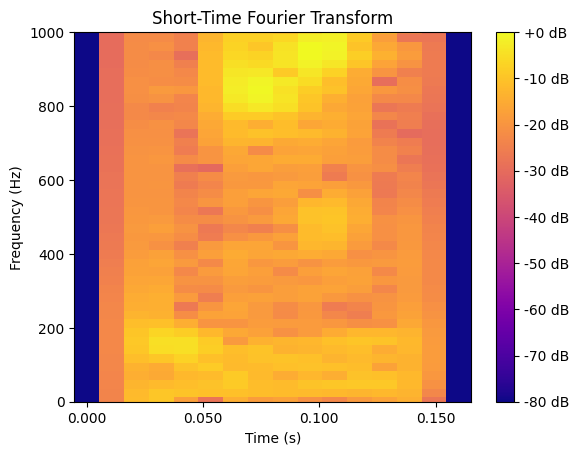 Short-Time Fourier Transform
Frequency (Hz)
1000
800
600
400
200
0
0.000
0.050
0.100
0.150
Time (s)
+0 dB
-10 dB
-20 dB
-30 dB
-40 dB
-50 dB
-60 dB
-70 dB
-80 dB